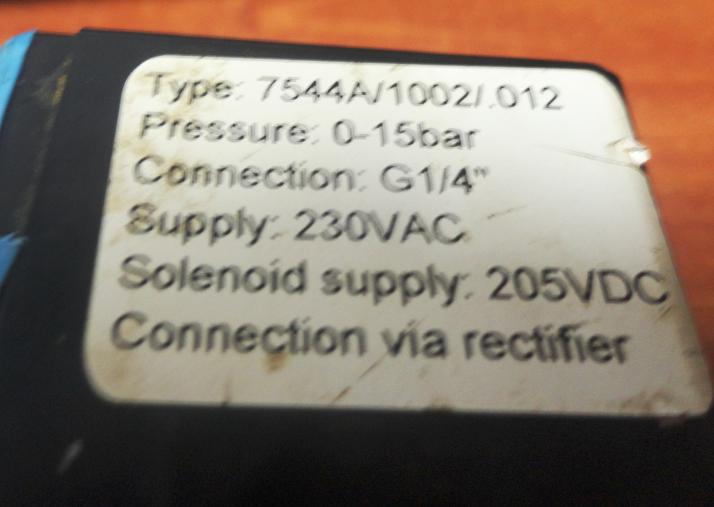 Type: 7544A/1002/.012
Pressure: 0-15bar
Connection: G1/4"
Supply: 230VAC
Solenoid supply: 205VDC
Connection via rectifier